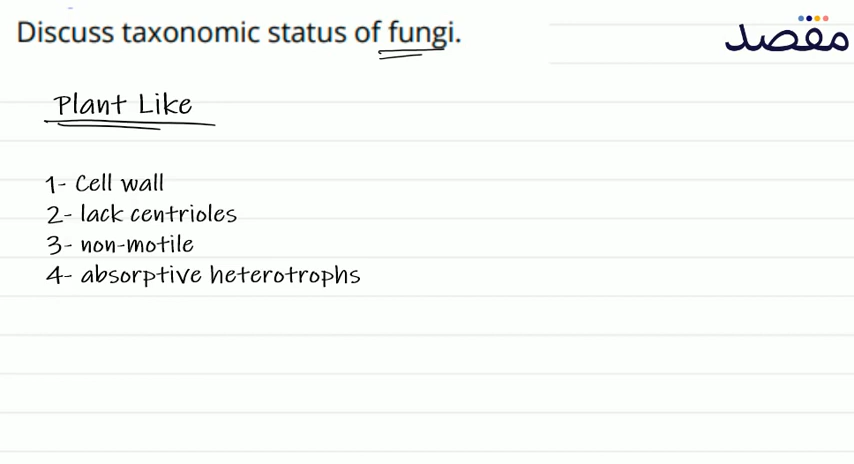 Discuss taxonomic status of fungi.
مقصد
Plant Like
1- Cell wall
2- lack centrioles
3- non-motile
4- absorptive heterotrophs